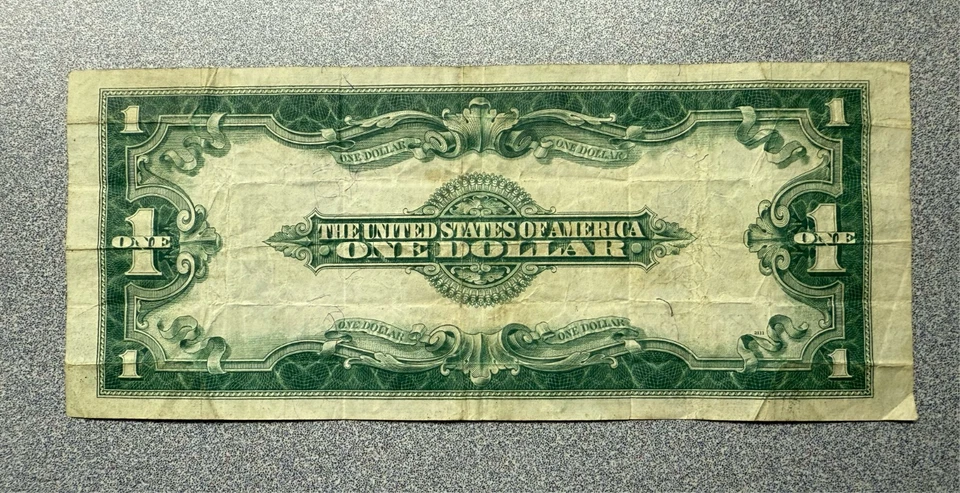 1 1
ONE DOLLAR ONE DOLLAR
THE UNITED STATES OF AMERICA
1 ONE ONE DOLLAR 1 ONE
ONE DOLLAR ONE DOLLAR
1 1